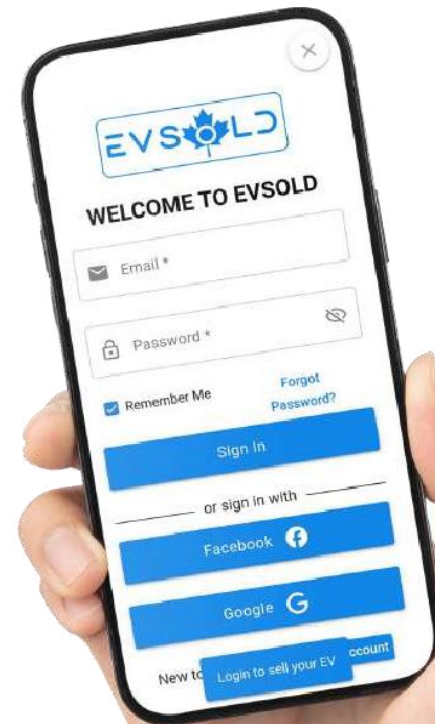 EVSOLD
WELCOME TO EVSOLD
Email *
Password *
Remember Me
Forgot
Password?
Sign In
or sign in with
Facebook
Google G
New to
Login to sell your EV
ccount